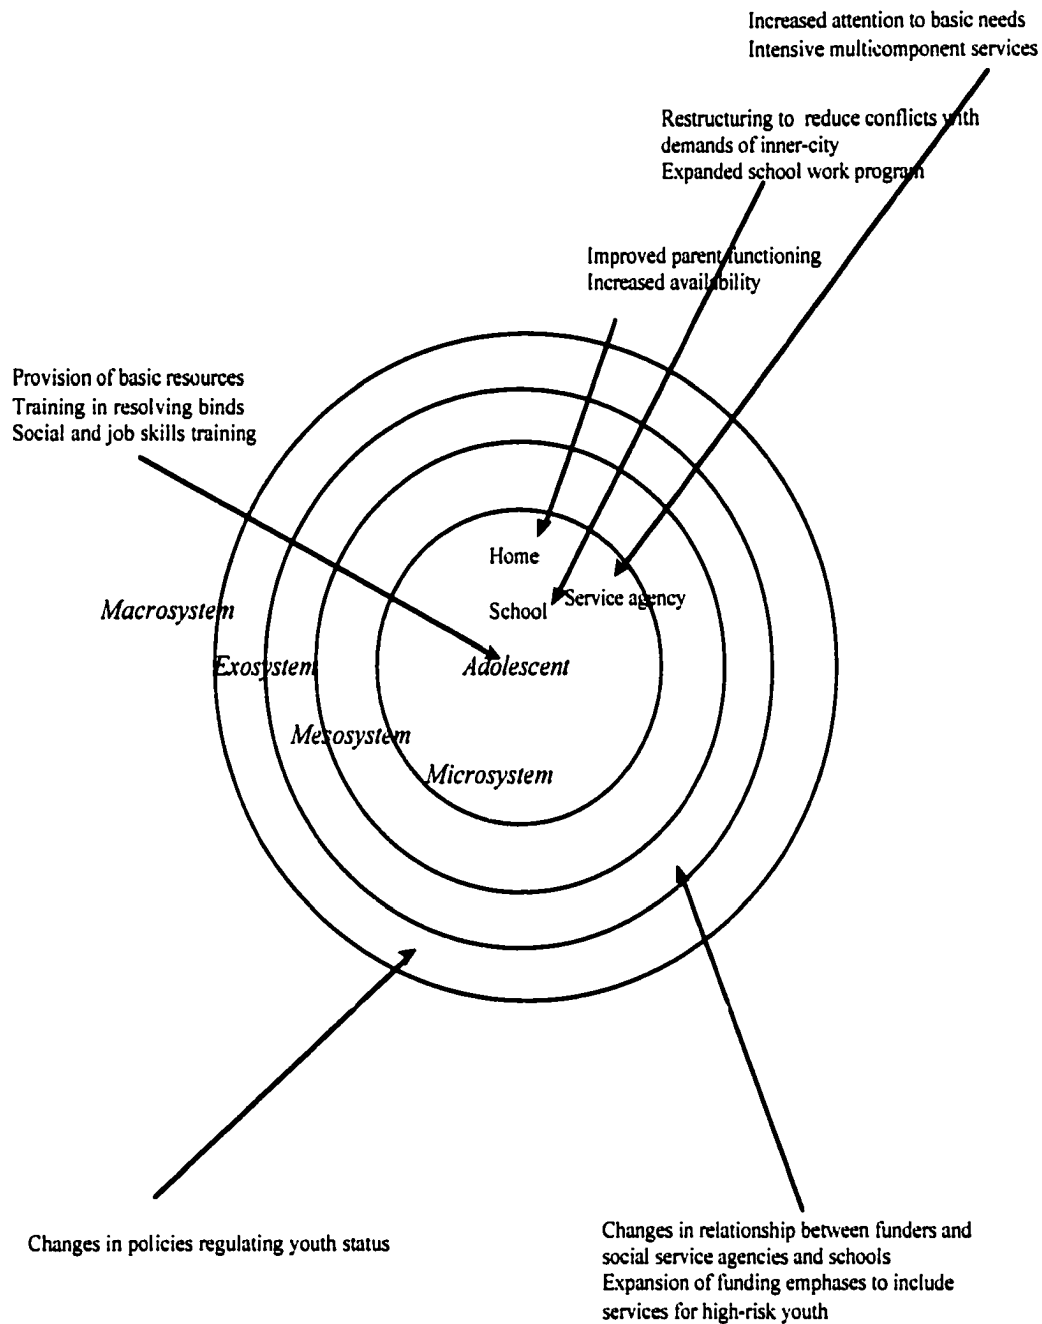 Increased attention to basic needs
Intensive multicomponent services
Restructuring to reduce conflicts with
demands of inner-city
Expanded school work program
Improved parent functioning
Increased availability
Provision of basic resources
Training in resolving binds
Social and job skills training
Home
Service agency
School
Macrosystem
Exosystem
Adolescent
Mesosystem
Microsystem
Changes in policies regulating youth status
Changes in relationship between funders and
social service agencies and schools
Expansion of funding emphases to include
services for high-risk youth